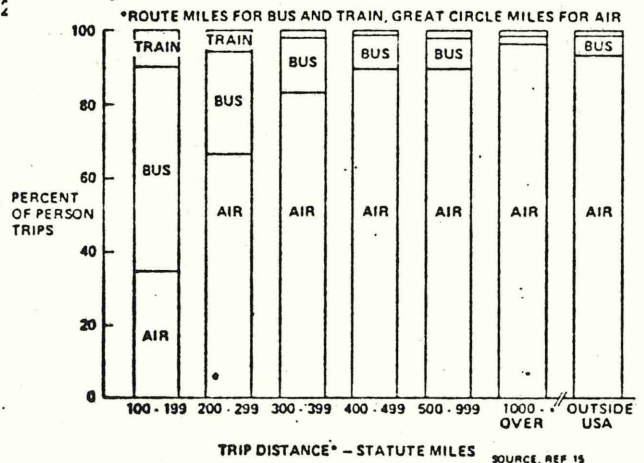 2
*ROUTE MILES FOR BUS AND TRAIN, GREAT CIRCLE MILES FOR AIR
100
80
60
40
20
0
PERCENT
OF PERSON
TRIPS
TRAIN
BUS
AIR
TRAIN
BUS
AIR
BUS
AIR
BUS
AIR
BUS
AIR
AIR
BUS
AIR
100 - 199 200 - 299 300 - 399 400 - 499 500 - 999 1000 - OUTSIDE
OVER USA
TRIP DISTANCE* – STATUTE MILES
SOURCE, REF 15